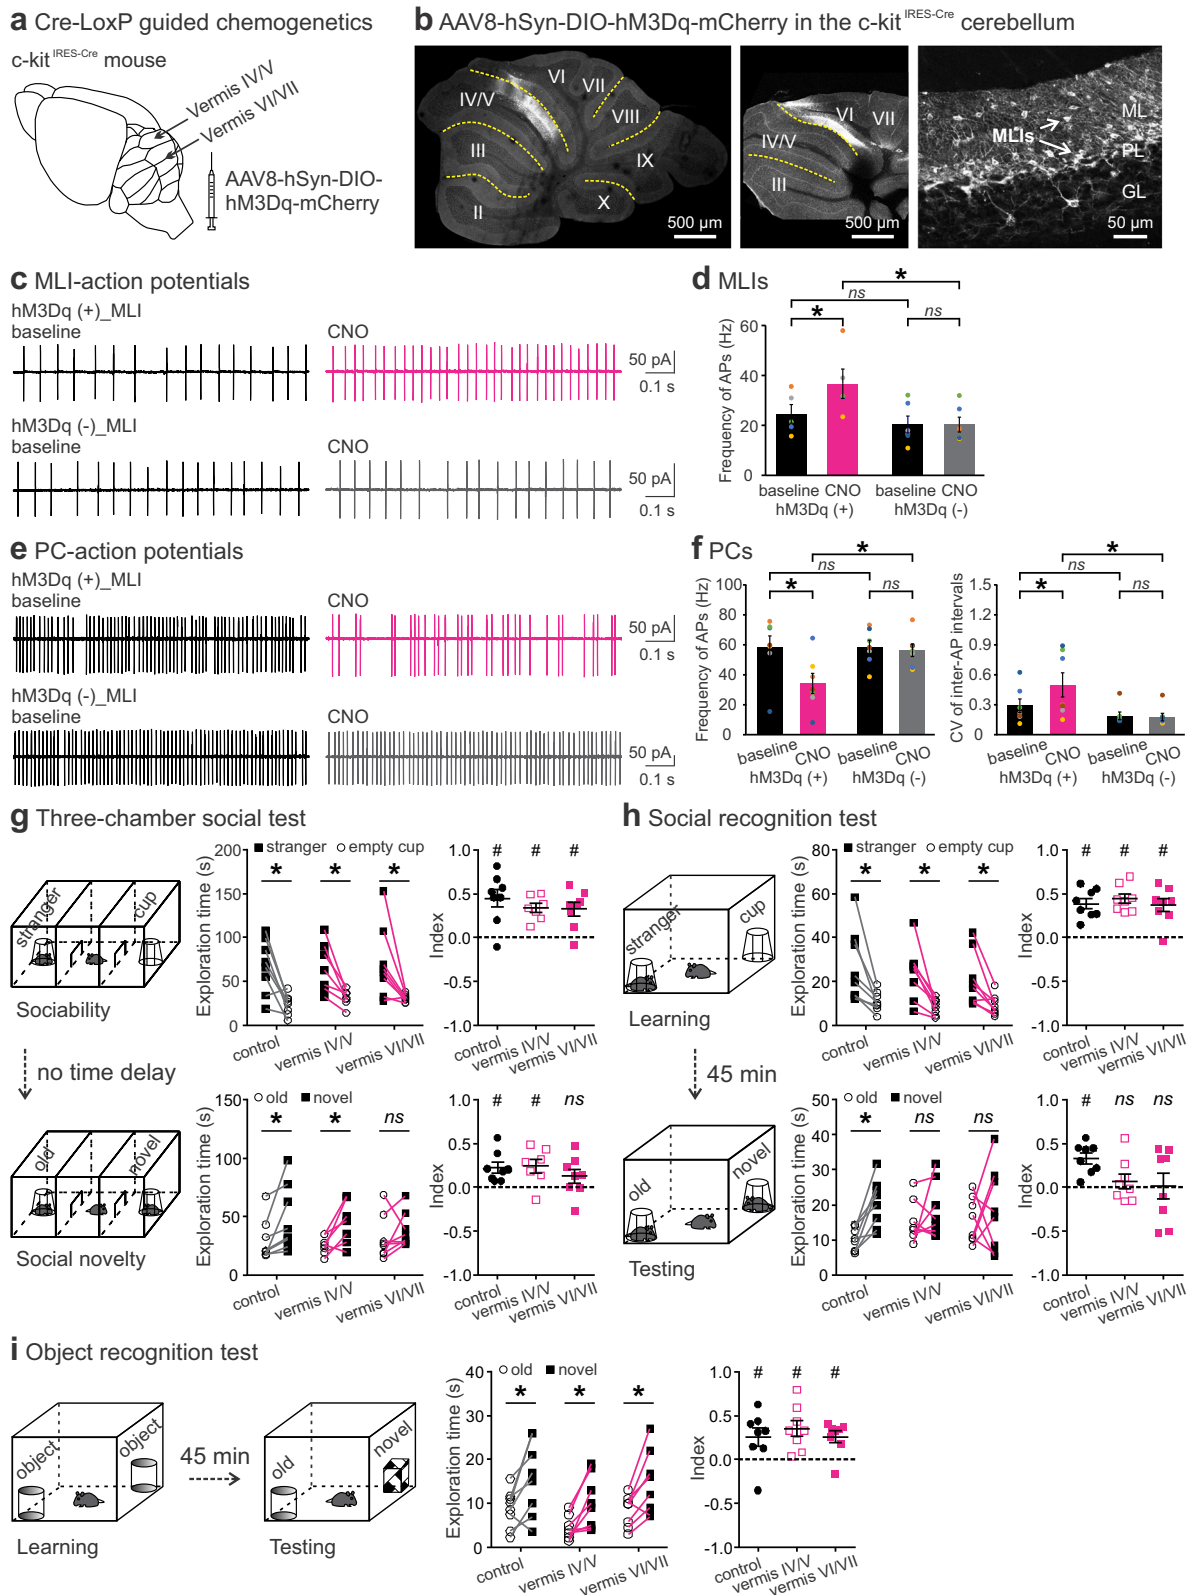 a Cre-LoxP guided chemogenetics
c-kit IRES-Cre mouse
Vermis IV/V
Vermis VI/VII
AAV8-hSyn-DIO-
hM3Dq-mCherry
b AAV8-hSyn-DIO-hM3Dq-mCherry in the c-kit IRES-Cre cerebellum
VI
VII
IV/V
VIII
III
IX
II
X
500 µm
VI
VII
IV/V
III
500 µm
MLIs
ML
PL
GL
50 µm
c MLI-action potentials
hM3Dq (+)_MLI
baseline
CNO
50 pA
0.1 s
hM3Dq (-)_MLI
baseline
CNO
50 pA
0.1 s
d MLIs
*
ns
* ns
Frequency of APs (Hz)
60
40
20
0
baseline CNO baseline CNO
hM3Dq (+) hM3Dq (-)
e PC-action potentials
hM3Dq (+)_MLI
baseline
CNO
50 pA
0.1 s
hM3Dq (-)_MLI
baseline
CNO
50 pA
0.1 s
f PCs
*
ns
* ns
Frequency of APs (Hz)
100
80
60
40
20
0
baseline CNO baseline CNO
hM3Dq (+) hM3Dq (-)
*
ns
* ns
CV of inter-AP intervals
1.5
1.2
0.9
0.6
0.3
0
baseline CNO baseline CNO
hM3Dq (+) hM3Dq (-)
g Three-chamber social test
stranger
cup
Sociability
no time delay
old
novel
Social novelty
stranger empty cup
* * *
Exploration time (s)
200
150
100
50
0
control vermis IV/V vermis VI/VII
# # #
Index
1.0
0.5
0.0
-0.5
-1.0
control vermis IV/V vermis VI/VII
old novel
* * ns
Exploration time (s)
150
100
50
0
control vermis IV/V vermis VI/VII
# # ns
Index
1.0
0.5
0.0
-0.5
-1.0
control vermis IV/V vermis VI/VII
h Social recognition test
stranger
cup
Learning
45 min
old
novel
Testing
stranger empty cup
* * *
Exploration time (s)
80
60
40
20
0
control vermis IV/V vermis VI/VII
# # #
Index
1.0
0.5
0.0
-0.5
-1.0
control vermis IV/V vermis VI/VII
old novel
* ns ns
Exploration time (s)
50
40
30
20
10
0
control vermis IV/V vermis VI/VII
# ns ns
Index
1.0
0.5
0.0
-0.5
-1.0
control vermis IV/V vermis VI/VII
i Object recognition test
object
object
Learning
45 min
old
novel
Testing
old novel
* * *
Exploration time (s)
40
30
20
10
0
control vermis IV/V vermis VI/VII
# # #
Index
1.0
0.5
0.0
0.5
-1.0
control vermis IV/V vermis VI/VII